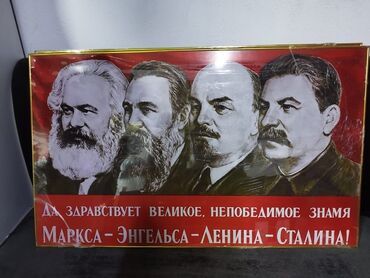 Да здравствует великое, непобедимое знамя
Маркса – Энгельса – Ленина – Сталина!